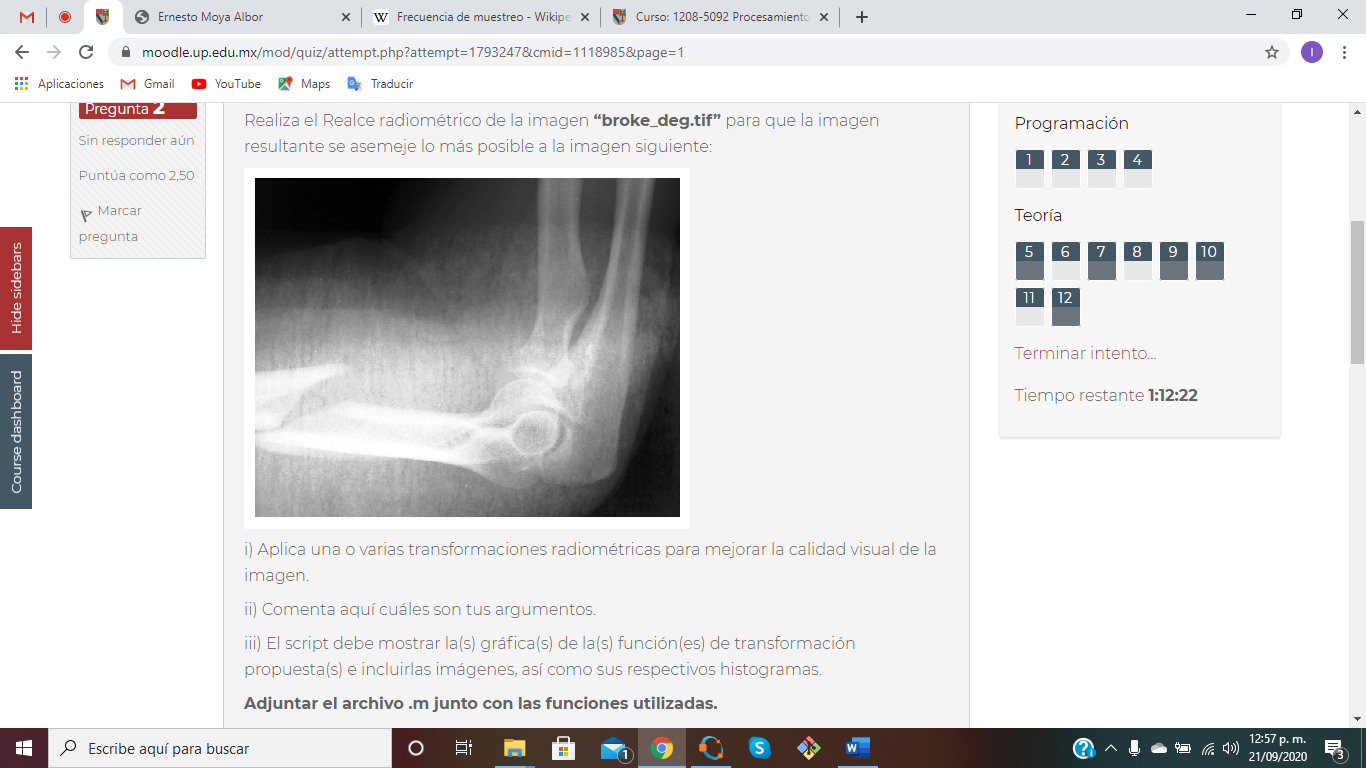 Ernesto Moya Albor
Frecuencia de muestreo - Wikipe
Curso: 1208-5092 Procesamiento
moodle.up.edu.mx/mod/quiz/attempt.php?attempt=1793247&cmid=1118985&page=1
I
Aplicaciones
Gmail
YouTube
Maps
Traducir
Hide sidebars
Course dashboard
Pregunta 2
Sin responder aún
Puntúa como 2,50
Marcar
pregunta
Realiza el Realce radiométrico de la imagen “broke_deg.tif” para que la imagen
resultante se asemeje lo más posible a la imagen siguiente:
i) Aplica una o varias transformaciones radiométricas para mejorar la calidad visual de la
imagen.
ii) Comenta aquí cuáles son tus argumentos.
iii) El script debe mostrar la(s) gráfica(s) de la(s) función(es) de transformación
propuesta(s) e incluirlas imágenes, así como sus respectivos histogramas.
Adjuntar el archivo .m junto con las funciones utilizadas.
Programación
1 2 3 4
Teoría
5 6 7 8 9 10
11 12
Terminar intento...
Tiempo restante 1:12:22
Escribe aquí para buscar
1
12:57 p. m.
21/09/2020
3